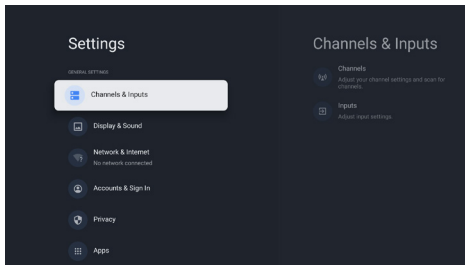 Settings
GENERAL SETTINGS
Channels & Inputs
Display & Sound
Network & Internet
No network connected
Accounts & Sign In
Privacy
Apps
Channels & Inputs
Channels
Adjust your channel settings and scan for
channels.
Inputs
Adjust input settings